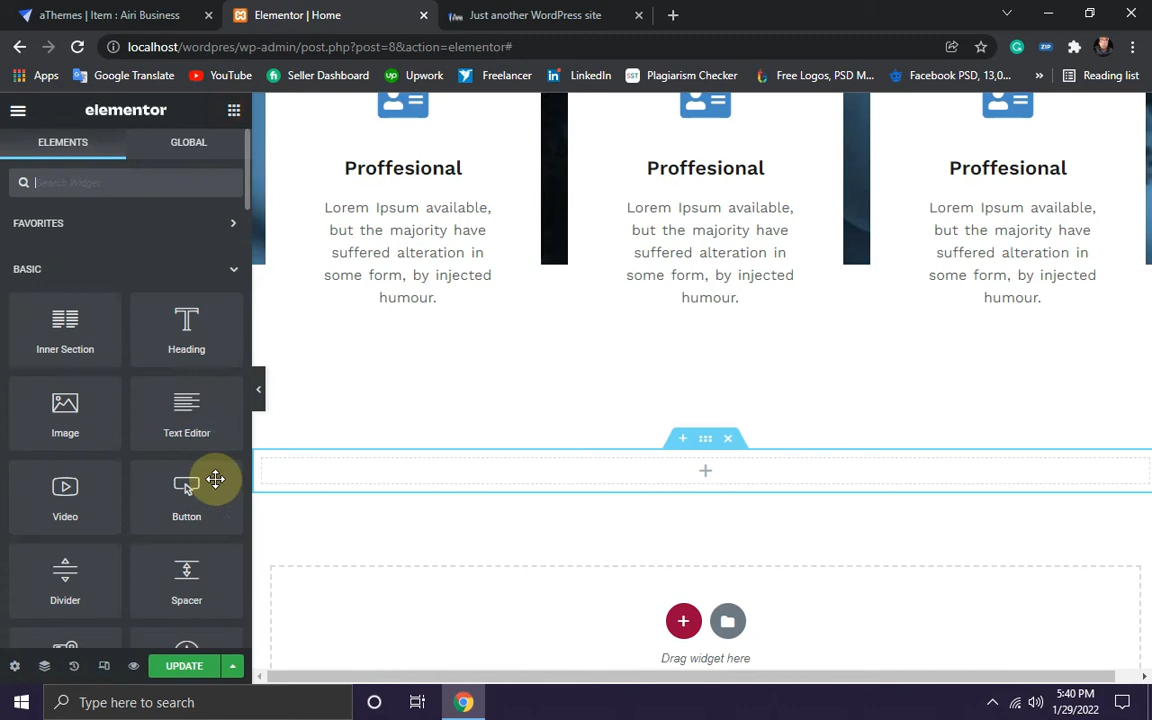 aThemes | Item : Airi Business
Elementor | Home
Just another WordPress site
localhost/wordpres/wp-admin/post.php?post=8&action=elementor#
Apps
Google Translate
YouTube
Seller Dashboard
Upwork
Freelancer
LinkedIn
SST
Plagiarism Checker
Free Logos, PSD M...
Facebook PSD, 13,0...
Reading list
elementor
ELEMENTS
GLOBAL
Search Widget
FAVORITES
BASIC
Inner Section
Heading
Image
Text Editor
Video
Button
Divider
Spacer
UPDATE
Proffesional
Lorem Ipsum available,
but the majority have
suffered alteration in
some form, by injected
humour.
Proffesional
Lorem Ipsum available,
but the majority have
suffered alteration in
some form, by injected
humour.
Proffesional
Lorem Ipsum available,
but the majority have
suffered alteration in
some form, by injected
humour.
Drag widget here
Type here to search
5:40 PM
1/29/2022